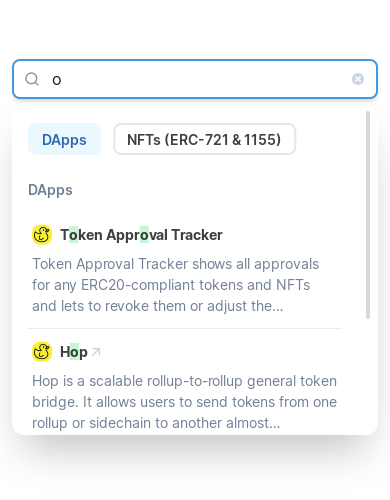 o
DApps NFTs (ERC-721 & 1155)
DApps
Token Approval Tracker
Token Approval Tracker shows all approvals
for any ERC20-compliant tokens and NFTs
and lets to revoke them or adjust the...
Hop
Hop is a scalable rollup-to-rollup general token
bridge. It allows users to send tokens from one
rollup or sidechain to another almost...